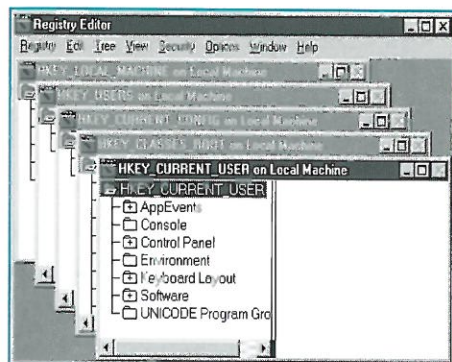 Registry Editor
Registry Edit Tree View Security Options Window Help
HKEY_LOCAL_MACHINE on Local Machine
HKEY_USERS on Local Machine
HKEY_CURRENT_CONFIG on Local Machine
HKEY_CLASSES_ROOT on Local Machine
HKEY_CURRENT_USER on Local Machine
HKEY_CURRENT_USER
AppEvents
Console
Control Panel
Environment
Keyboard Layout
Software
UNICODE Program Gro